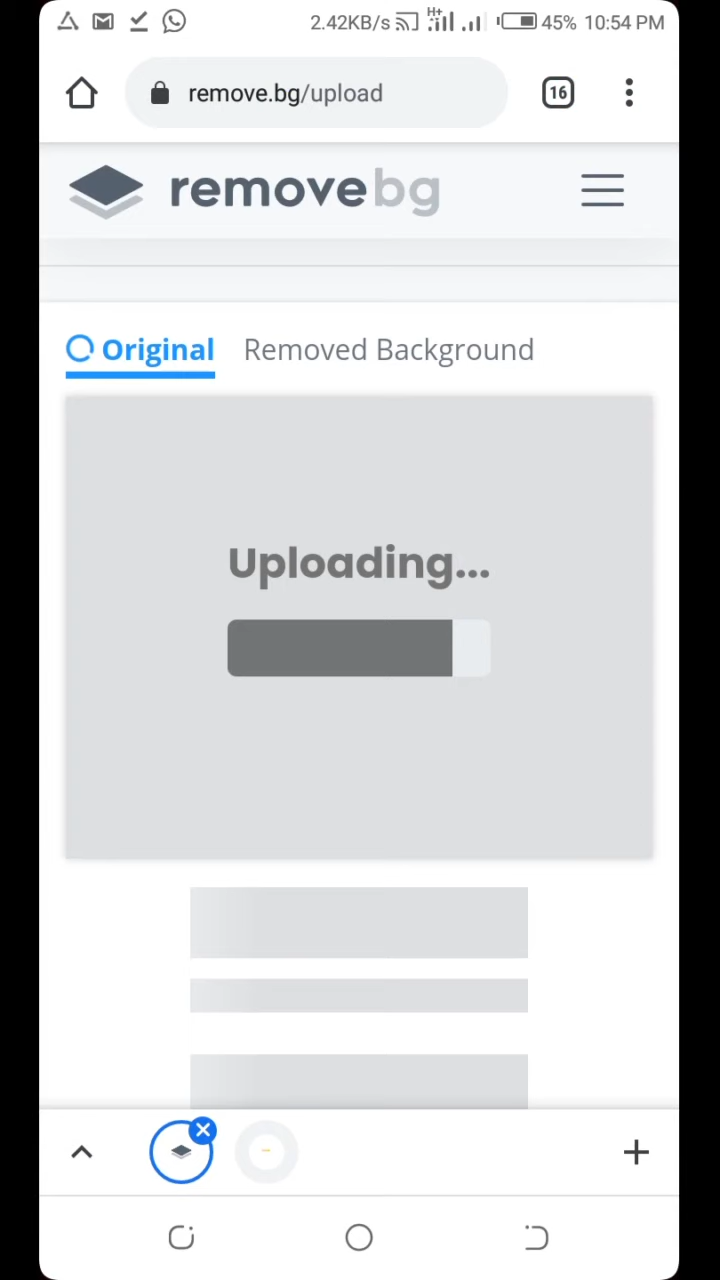 2.42KB/s H+ 45% 10:54 PM
remove.bg/upload 16
removebg
Original Removed Background
Uploading...